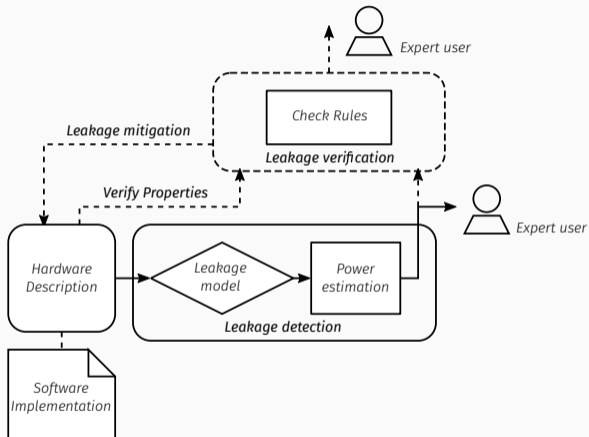 Expert user
Check Rules
Leakage mitigation
Leakage verification
Verify Properties
Expert user
Hardware
Description
Leakage
model
Power
estimation
Leakage detection
Software
Implementation